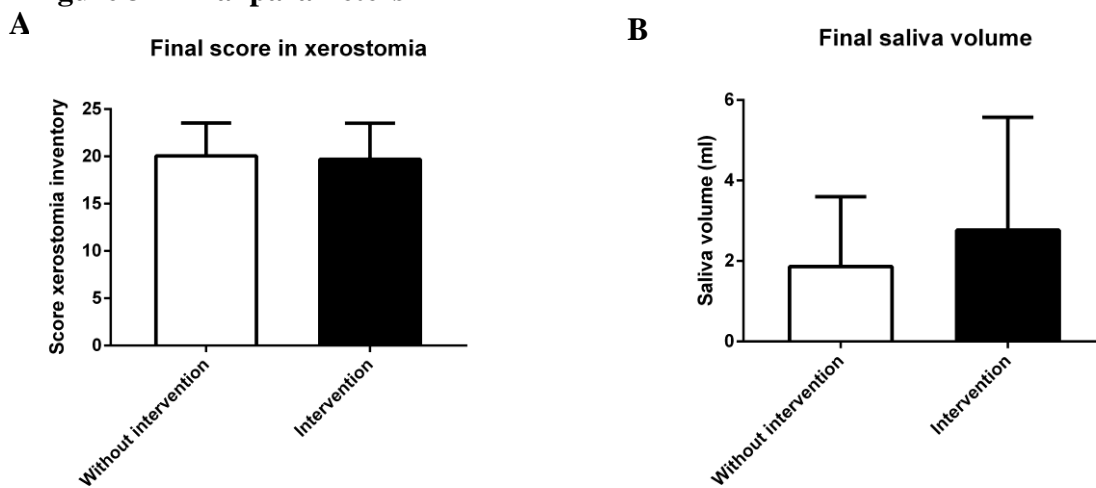 A
Final score in xerostomia
Score xerostomia inventory
25
20
15
10
5
0
Without intervention
Intervention
B
Final saliva volume
Saliva volume (ml)
6
4
2
0
Without intervention
Intervention